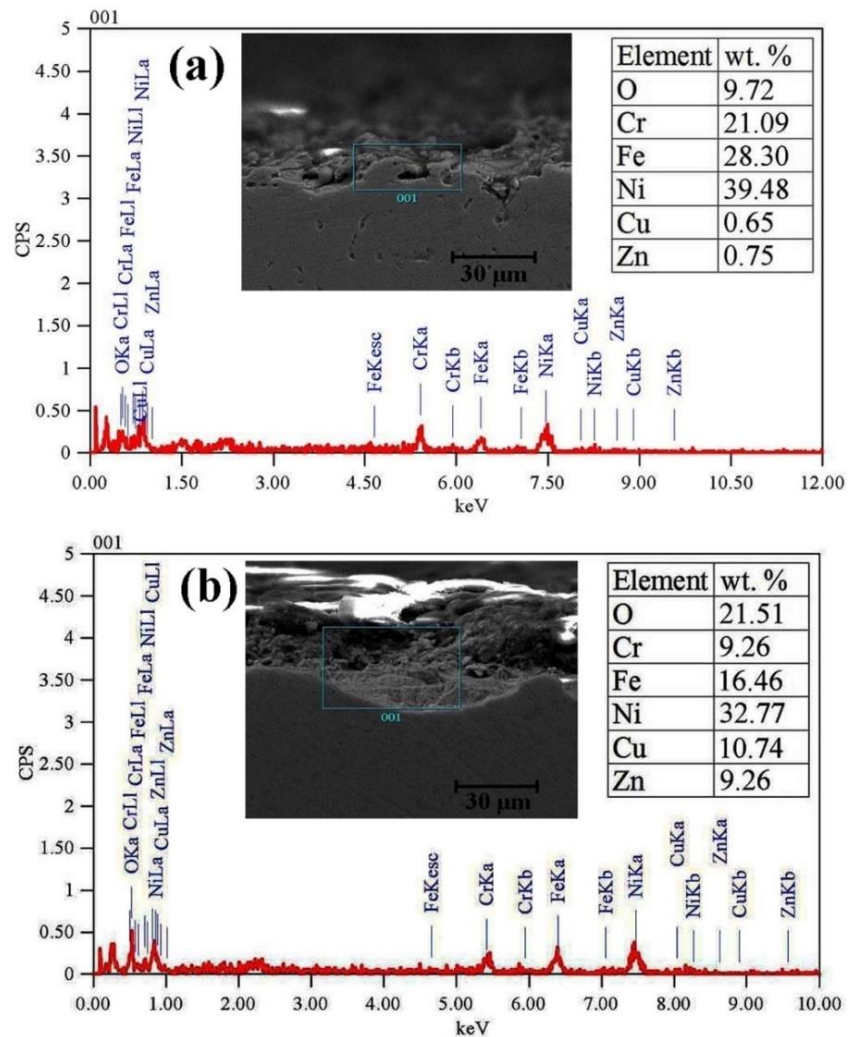 001
5
4.50
4
3.50
3
2.50
2
1.50
1
0.50
0
CPS
(a)
001
30 µm
Element wt. %
O 9.72
Cr 21.09
Fe 28.30
Ni 39.48
Cu 0.65
Zn 0.75
OKa CrLl CrLa FeLl FeLa NiLl NiLa
CuLl CuLa ZnLa
FeKesc CrKa CrKb FeKa FeKb NiKa CuKa NiKb ZnKa CuKb ZnKb
0.00 1.50 3.00 4.50 6.00 7.50 9.00 10.50 12.00
keV
001
5
4.50
4
3.50
3
2.50
2
1.50
1
0.50
0
CPS
(b)
001
30 µm
Element wt. %
O 21.51
Cr 9.26
Fe 16.46
Ni 32.77
Cu 10.74
Zn 9.26
OKa CrLl CrLa FeLl FeLa NiLl CuLl
NiLa CuLa ZnLl ZnLa
FeKesc CrKa CrKb FeKa FeKb NiKa CuKa NiKb ZnKa CuKb ZnKb
0.00 1.00 2.00 3.00 4.00 5.00 6.00 7.00 8.00 9.00 10.00
keV